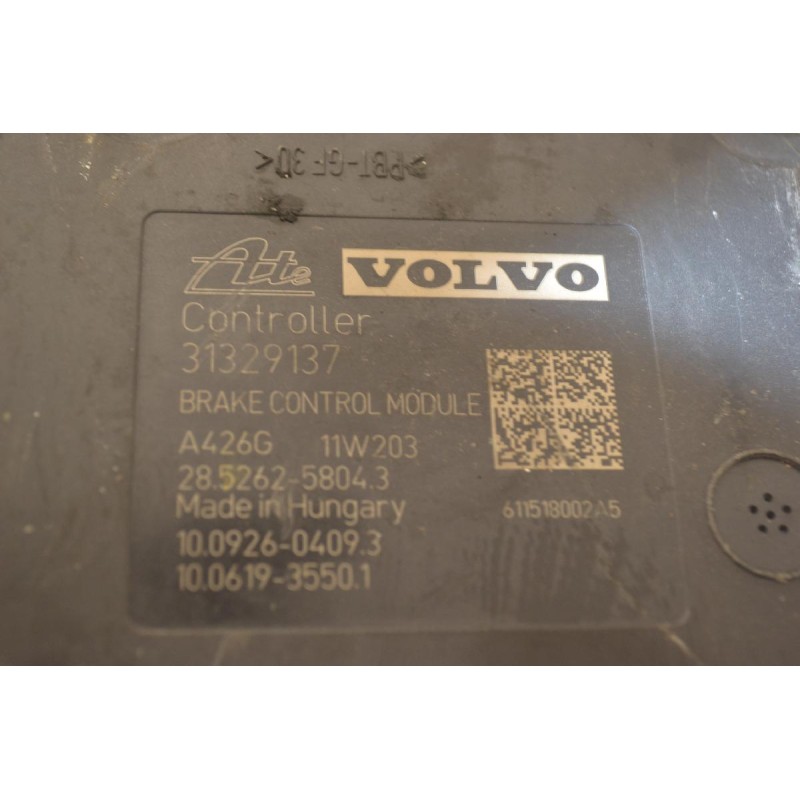 >PBT-GF30<
Ate VOLVO
Controller
31329137
BRAKE CONTROL MODULE
A426G 11W203
28.5262-5804.3
Made in Hungary 611518002A5
10.0926-0409.3
10.0619-3550.1